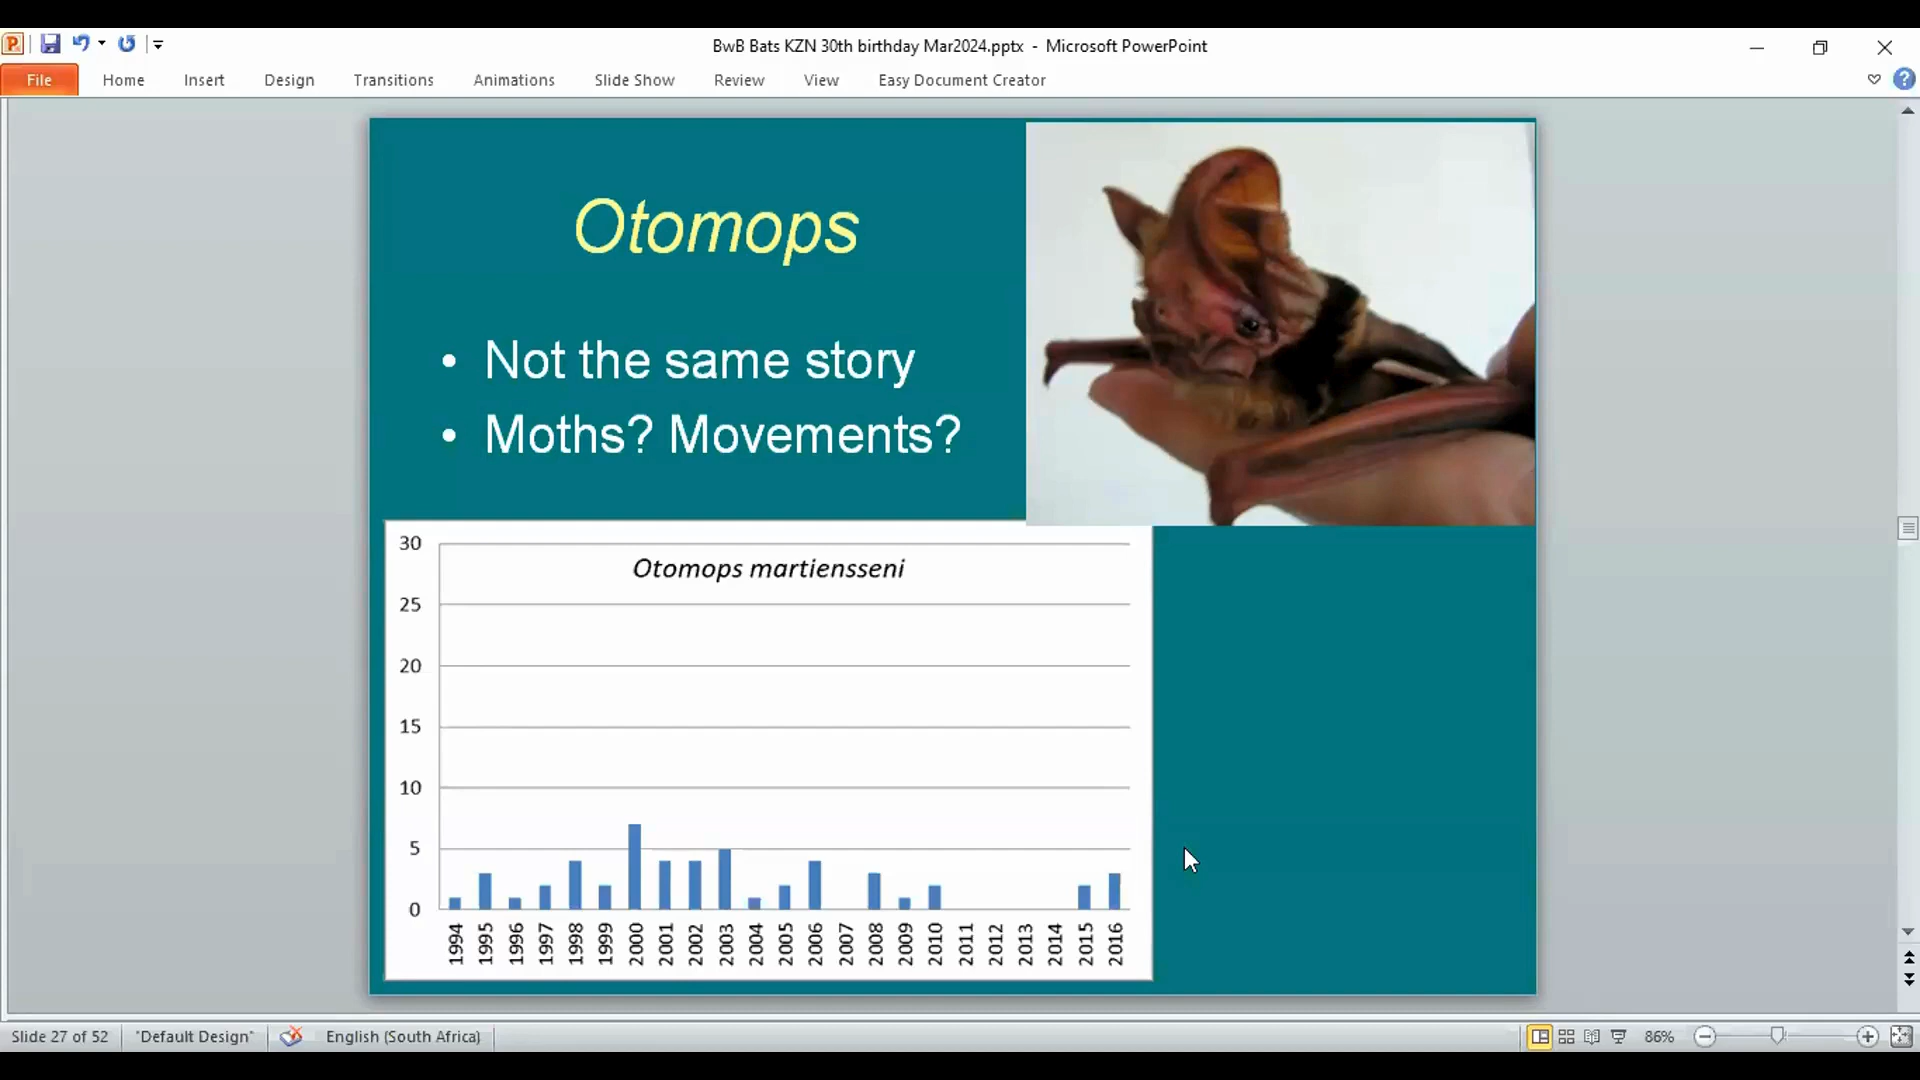 BwB Bats KZN 30th birthday Mar2024.pptx - Microsoft PowerPoint
File Home Insert Design Transitions Animations Slide Show Review View Easy Document Creator
Otomops
• Not the same story
• Moths? Movements?
Otomops martiensseni
30
25
20
15
10
5
0
1994 1995 1996 1997 1998 1999 2000 2001 2002 2003 2004 2005 2006 2007 2008 2009 2010 2011 2012 2013 2014 2015 2016
Slide 27 of 52 "Default Design" English (South Africa) 86%